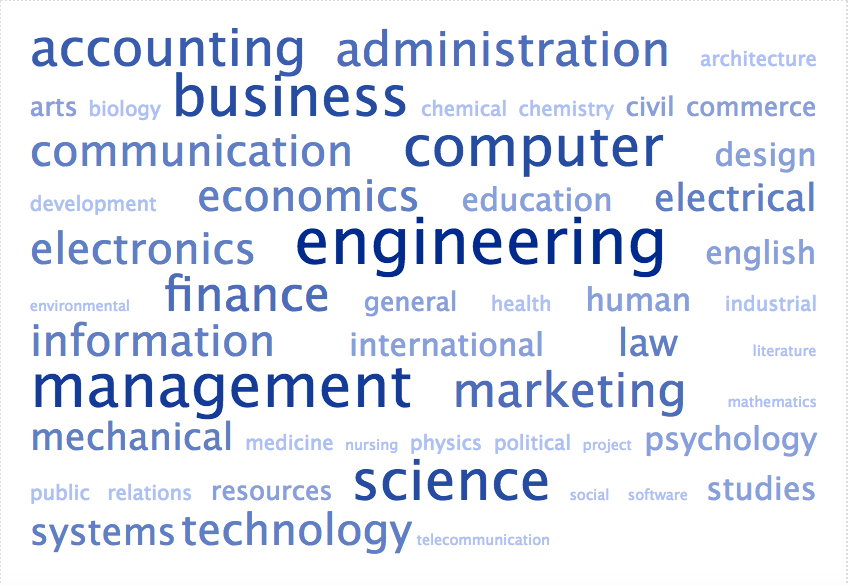 accounting administration architecture
arts biology business chemical chemistry civil commerce
communication computer design
development economics education electrical
electronics engineering english
environmental finance general health human industrial
information international law literature
management marketing mathematics
mechanical medicine nursing physics political project psychology
public relations resources science social software studies
systems technology telecommunication